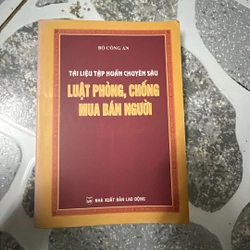 BỘ CÔNG AN
TÀI LIỆU TẬP HUẤN CHUYÊN SÂU
LUẬT PHÒNG, CHỐNG
MUA BÁN NGƯỜI
NHÀ XUẤT BẢN LAO ĐỘNG